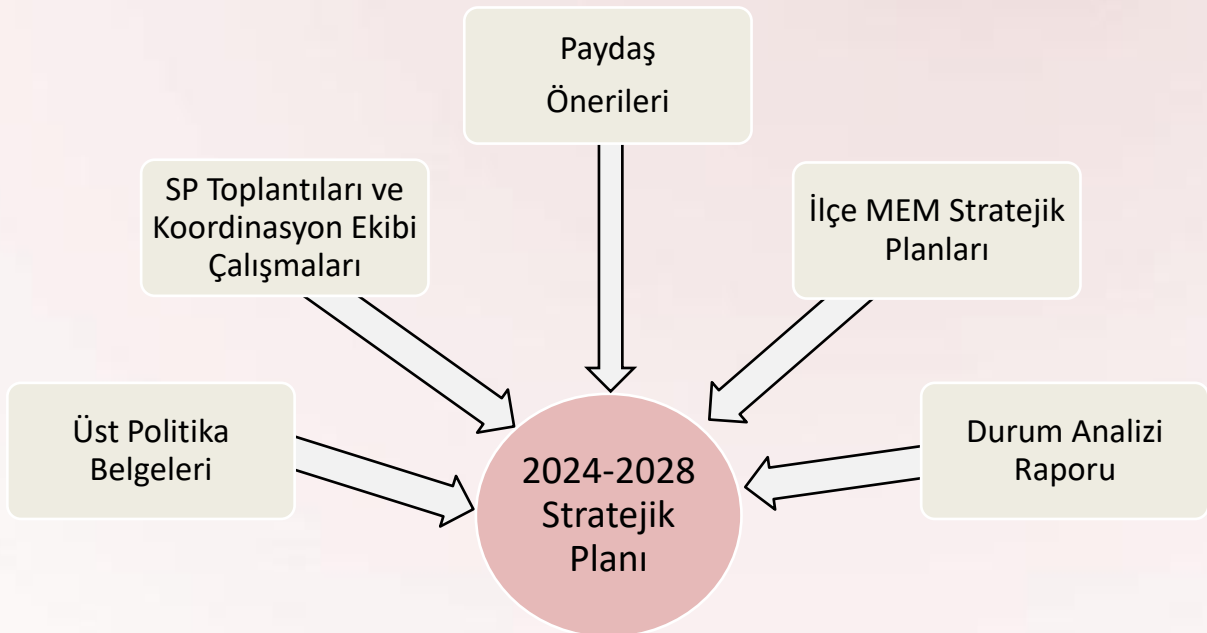 Paydaş
Önerileri
SP Toplantıları ve
Koordinasyon Ekibi
Çalışmaları
İlçe MEM Stratejik
Planları
Üst Politika
Belgeleri
Durum Analizi
Raporu
2024-2028
Stratejik
Planı